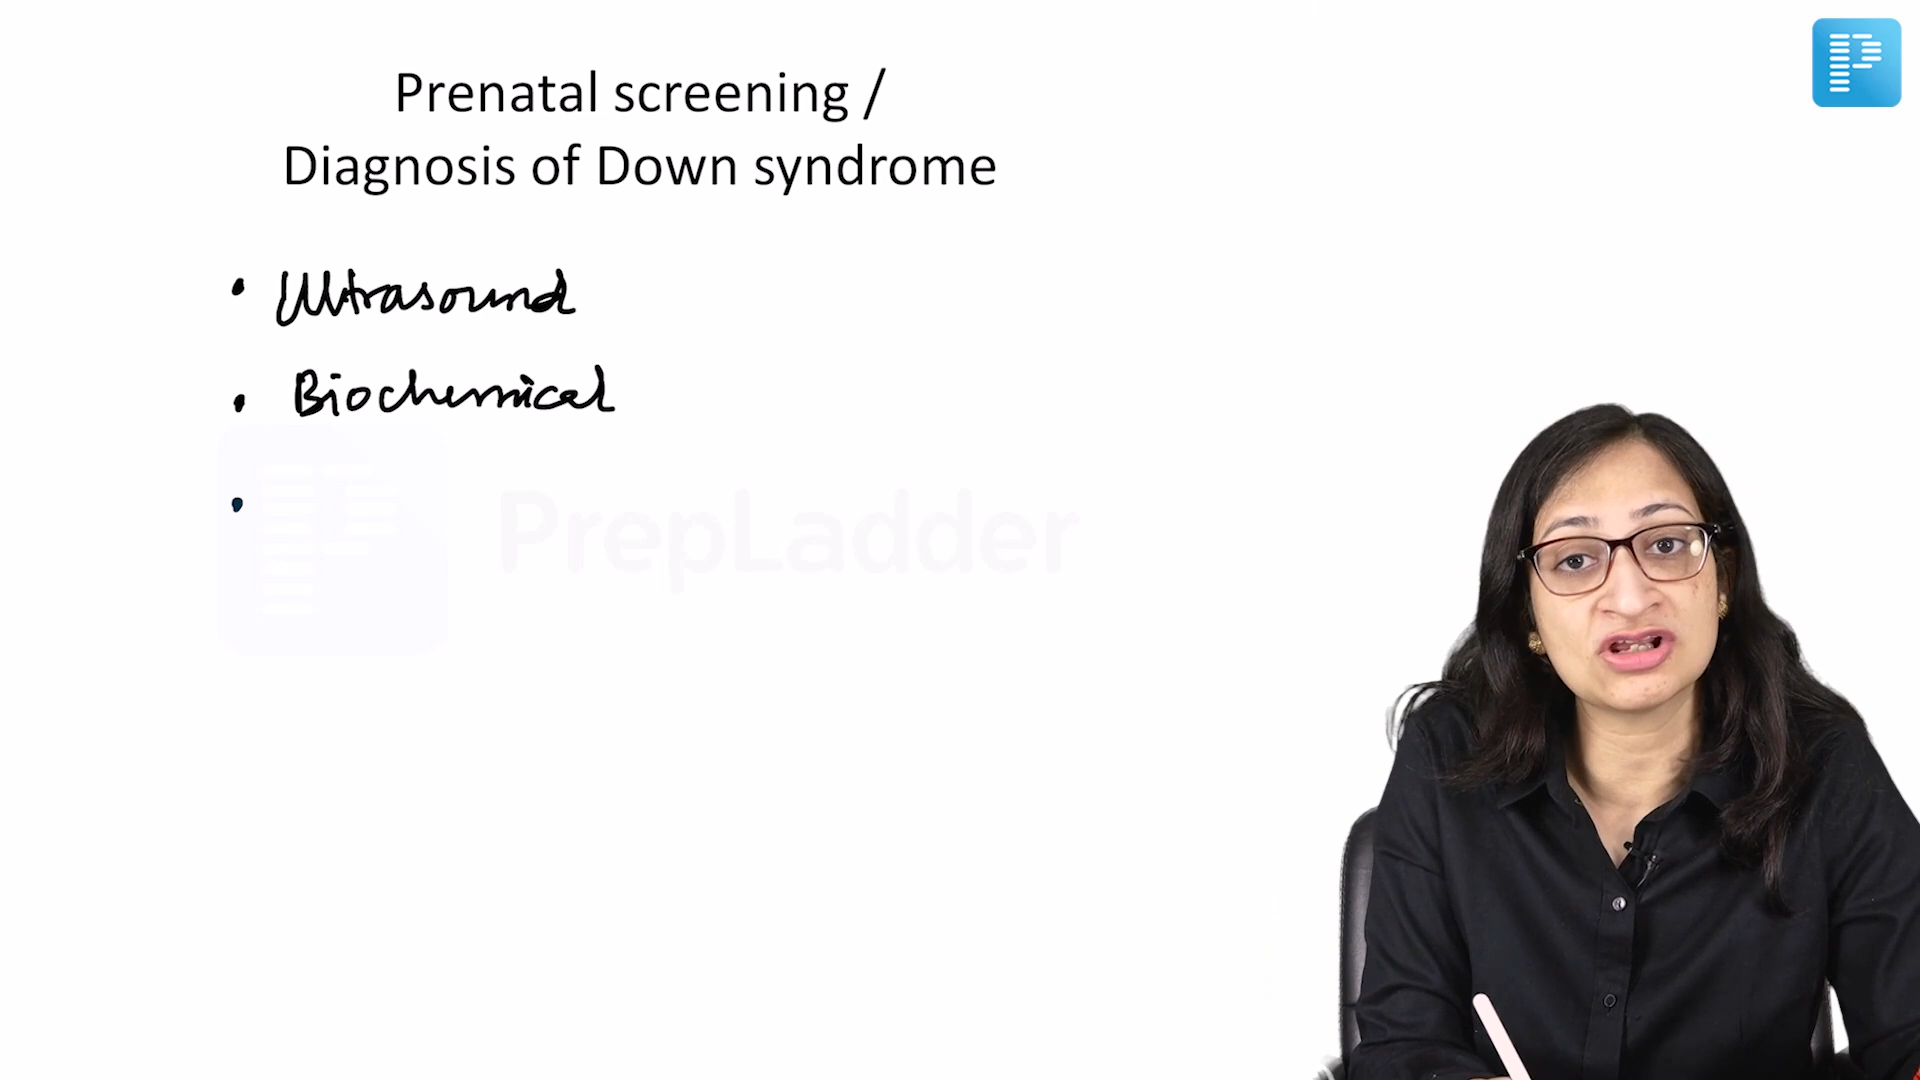 Prenatal screening /
Diagnosis of Down syndrome
• Ultrasound
• Biochemical
•
PrepLadder